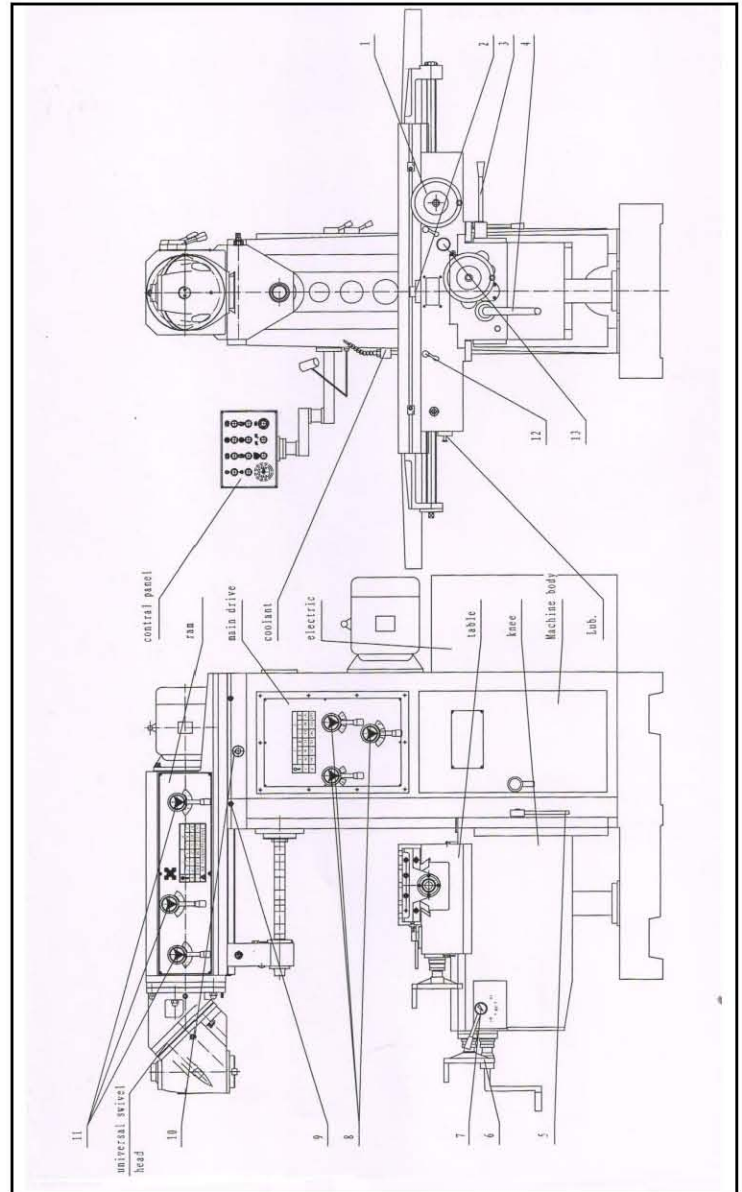 1
2
3
4
12
13
contral panel
ram
main drive
coolant
electric
table
knee
Machine body
Lub.
11
universal swivel
head
10
9
8
7
6
5